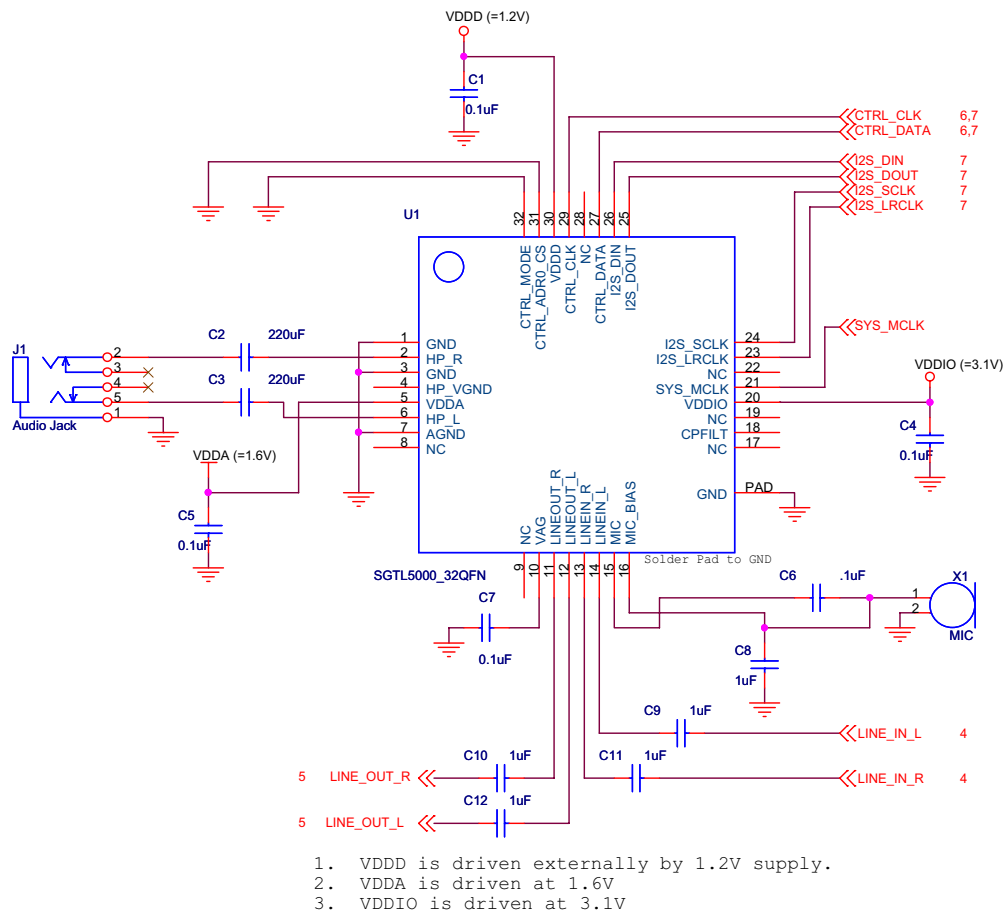 VDDD (=1.2V)
C1
0.1uF
CTRL_CLK 6,7
CTRL_DATA 6,7
I2S_DIN 7
I2S_DOUT 7
I2S_SCLK 7
I2S_LRCLK 7
U1
32 31 30 29 28 27 26 25
CTRL_MODE
CTRL_ADR0_CS
VDDD
CTRL_CLK
NC
CTRL_DATA
I2S_DIN
I2S_DOUT
SYS_MCLK
VDDIO (=3.1V)
C4
0.1uF
J1
2
3
4
5
1
Audio Jack
C2 220uF
C3 220uF
VDDA (=1.6V)
C5
0.1uF
1 GND
2 HP_R
3 GND
4 HP_VGND
5 VDDA
6 HP_L
7 AGND
8 NC
I2S_SCLK 24
I2S_LRCLK 23
NC 22
SYS_MCLK 21
VDDIO 20
NC 19
CPFILT 18
NC 17
GND PAD
NC
VAG
LINEOUT_R
LINEOUT_L
LINEIN_R
LINEIN_L
MIC
MIC_BIAS
9 10 11 12 13 14 15 16
Solder Pad to GND
SGTL5000_32QFN
C7
0.1uF
C6 .1uF
X1
1
2
MIC
C8
1uF
C9 1uF
LINE_IN_L 4
C10 1uF
C11 1uF
5 LINE_OUT_R
LINE_IN_R 4
C12 1uF
5 LINE_OUT_L
1. VDDD is driven externally by 1.2V supply.
2. VDDA is driven at 1.6V
3. VDDIO is driven at 3.1V